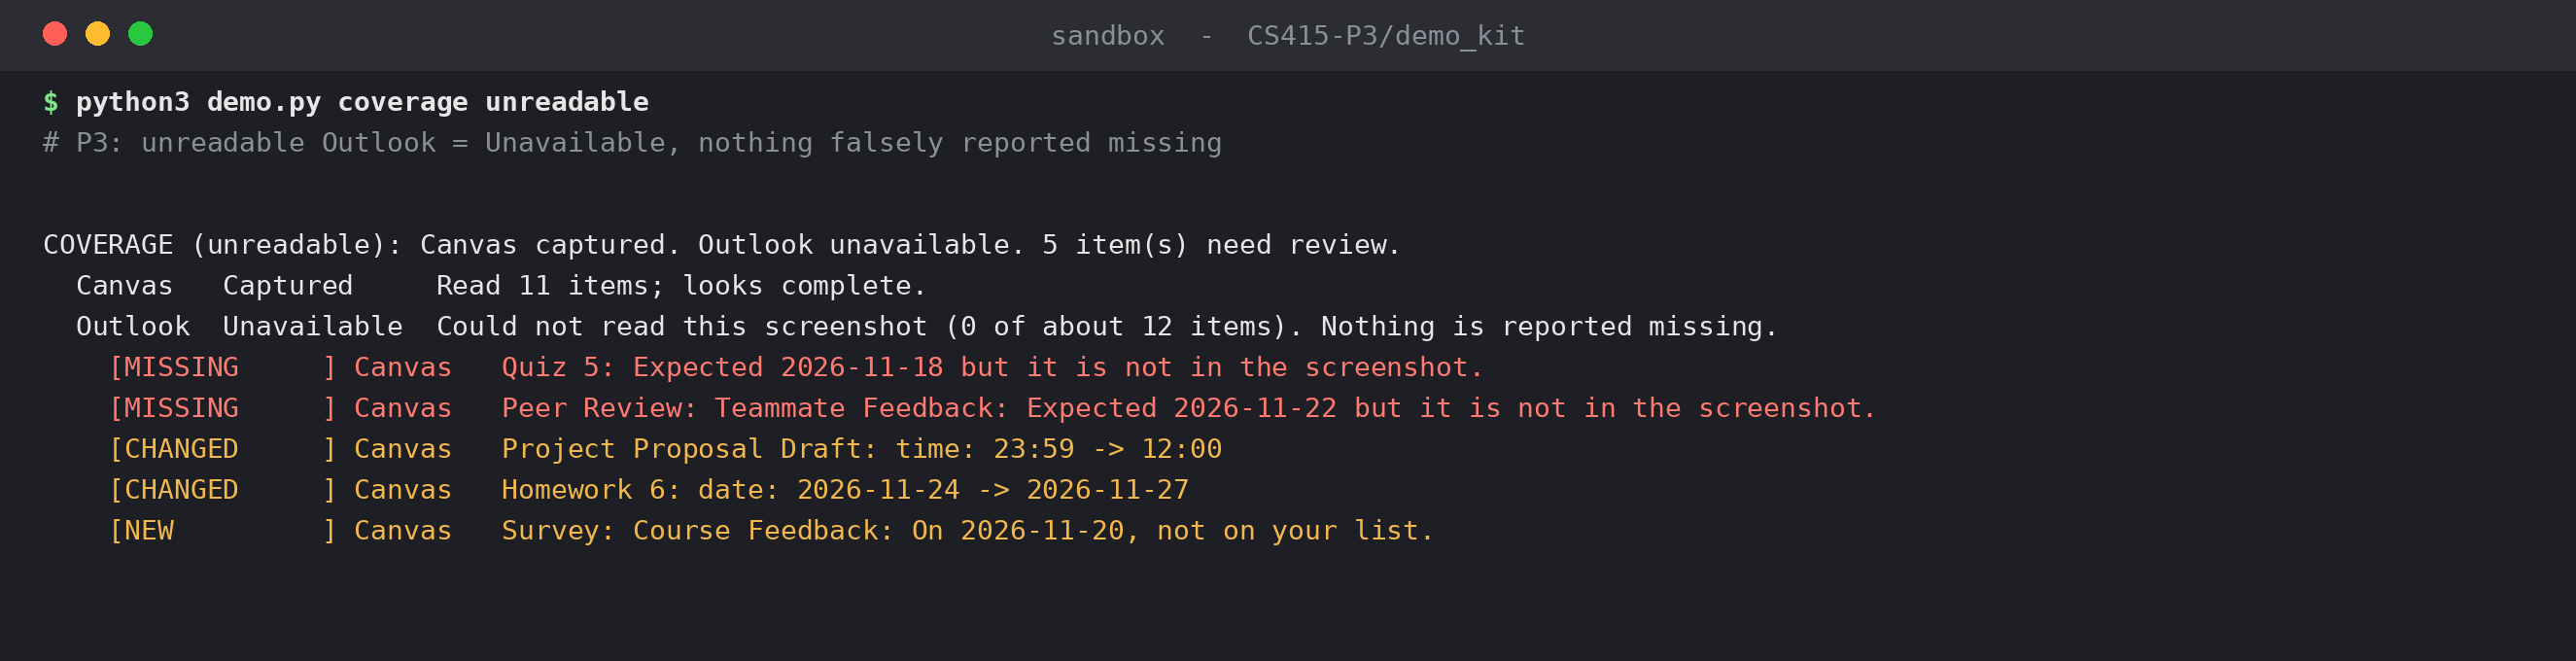 sandbox - CS415-P3/demo_kit
$ python3 demo.py coverage unreadable
# P3: unreadable Outlook = Unavailable, nothing falsely reported missing
COVERAGE (unreadable): Canvas captured. Outlook unavailable. 5 item(s) need review.
Canvas Captured Read 11 items; looks complete.
Outlook Unavailable Could not read this screenshot (0 of about 12 items). Nothing is reported missing.
[MISSING ] Canvas Quiz 5: Expected 2026-11-18 but it is not in the screenshot.
[MISSING ] Canvas Peer Review: Teammate Feedback: Expected 2026-11-22 but it is not in the screenshot.
[CHANGED ] Canvas Project Proposal Draft: time: 23:59 -> 12:00
[CHANGED ] Canvas Homework 6: date: 2026-11-24 -> 2026-11-27
[NEW ] Canvas Survey: Course Feedback: On 2026-11-20, not on your list.